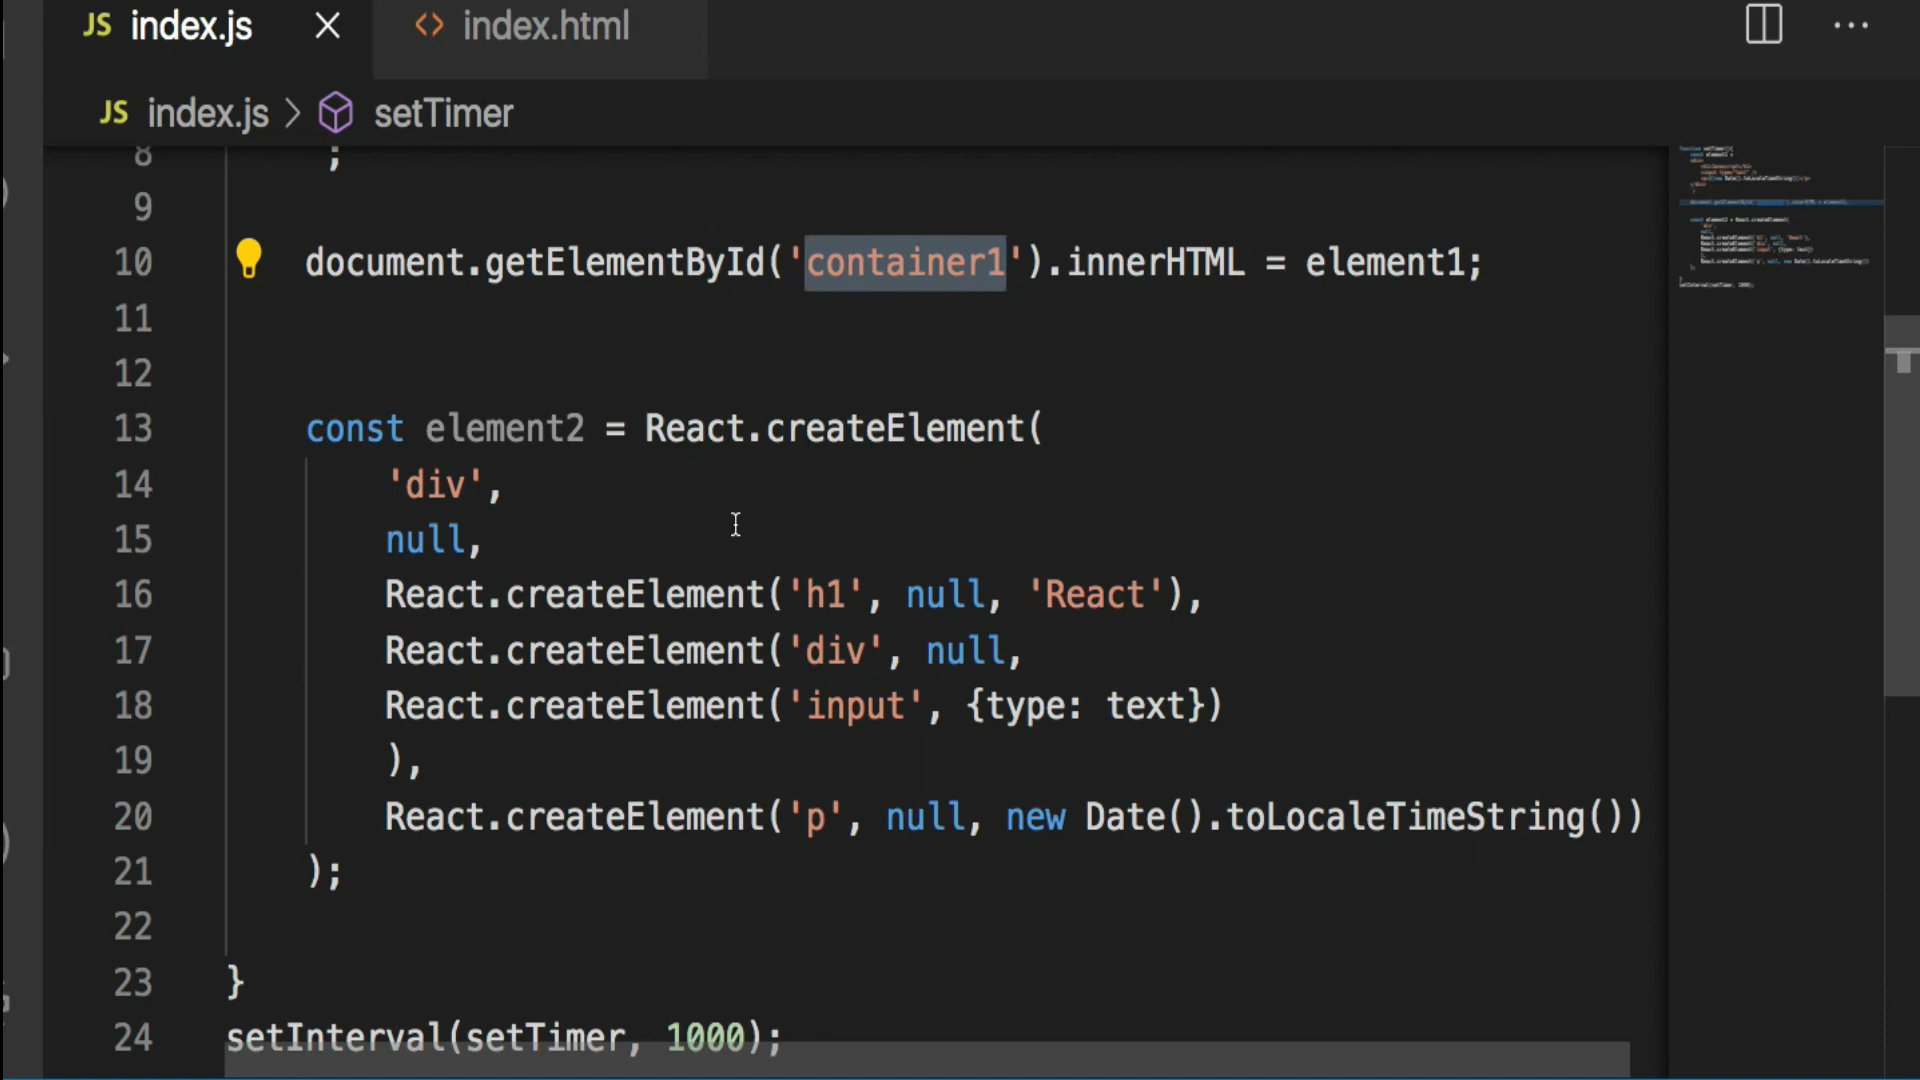 JS index.js × <> index.html ...
JS index.js > setTimer
8 ;
9
10 document.getElementById('container1').innerHTML = element1;
11
12
13 const element2 = React.createElement(
14 'div',
15 null,
16 React.createElement('h1', null, 'React'),
17 React.createElement('div', null,
18 React.createElement('input', {type: text})
19 ),
20 React.createElement('p', null, new Date().toLocaleTimeString())
21 );
22
23 }
24 setInterval(setTimer, 1000);